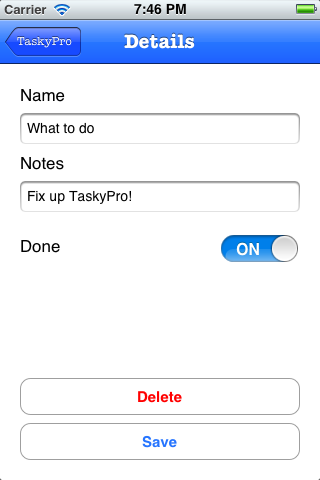 Carrier 7:46 PM
TaskyPro Details
Name
What to do
Notes
Fix up TaskyPro!
Done ON
Delete
Save